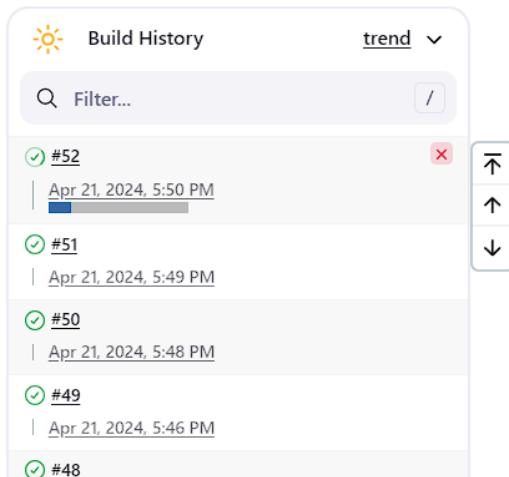 Build History trend
Filter... /
#52
Apr 21, 2024, 5:50 PM
#51
Apr 21, 2024, 5:49 PM
#50
Apr 21, 2024, 5:48 PM
#49
Apr 21, 2024, 5:46 PM
#48